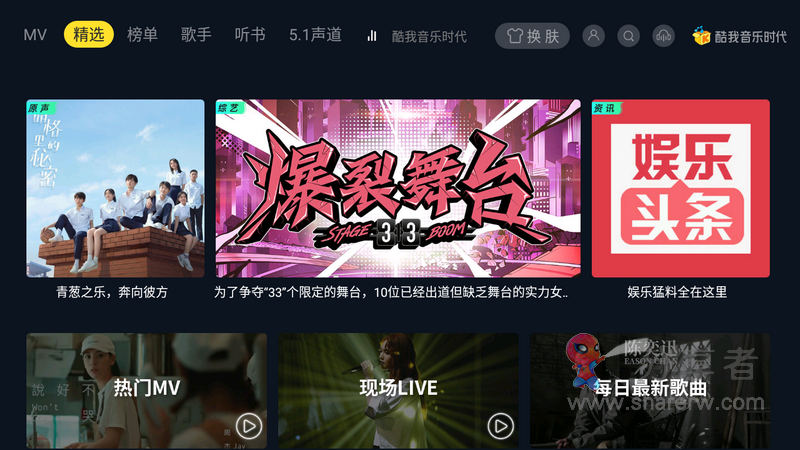 MV
精选
榜单
歌手
听书
5.1声道
酷我音乐时代
换肤
酷我音乐时代
原声
格里的秘密
综艺
爆裂舞台
STAGE 33 BOOM
资讯
娱乐
头条
青葱之乐，奔向彼方
为了争夺“33”个限定的舞台，10位已经出道但缺乏舞台的实力女..
娱乐猛料全在这里
說好不哭
Won't
热门MV
周
杰 Jay
现场LIVE
陈奕迅
EASON CHAN
每日最新歌曲
享者
www.sharerw.com